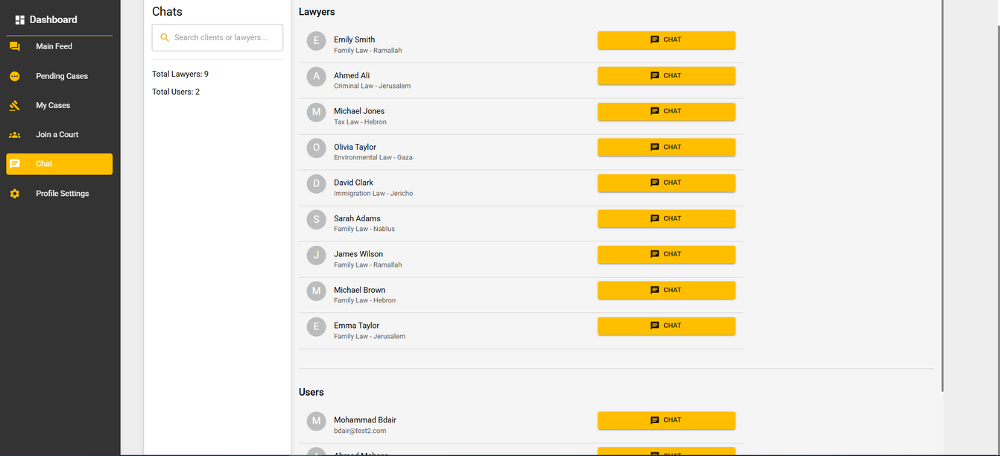 Dashboard
Main Feed
Pending Cases
My Cases
Join a Court
Chat
Profile Settings
Chats
Search clients or lawyers...
Total Lawyers: 9
Total Users: 2
Lawyers
E
Emily Smith
Family Law - Ramallah
CHAT
A
Ahmed Ali
Criminal Law - Jerusalem
CHAT
M
Michael Jones
Tax Law - Hebron
CHAT
O
Olivia Taylor
Environmental Law - Gaza
CHAT
D
David Clark
Immigration Law - Jericho
CHAT
S
Sarah Adams
Family Law - Nablus
CHAT
J
James Wilson
Family Law - Ramallah
CHAT
M
Michael Brown
Family Law - Hebron
CHAT
E
Emma Taylor
Family Law - Jerusalem
CHAT
Users
M
Mohammad Bdair
bdair@test2.com
CHAT
Ahmed
CHAT